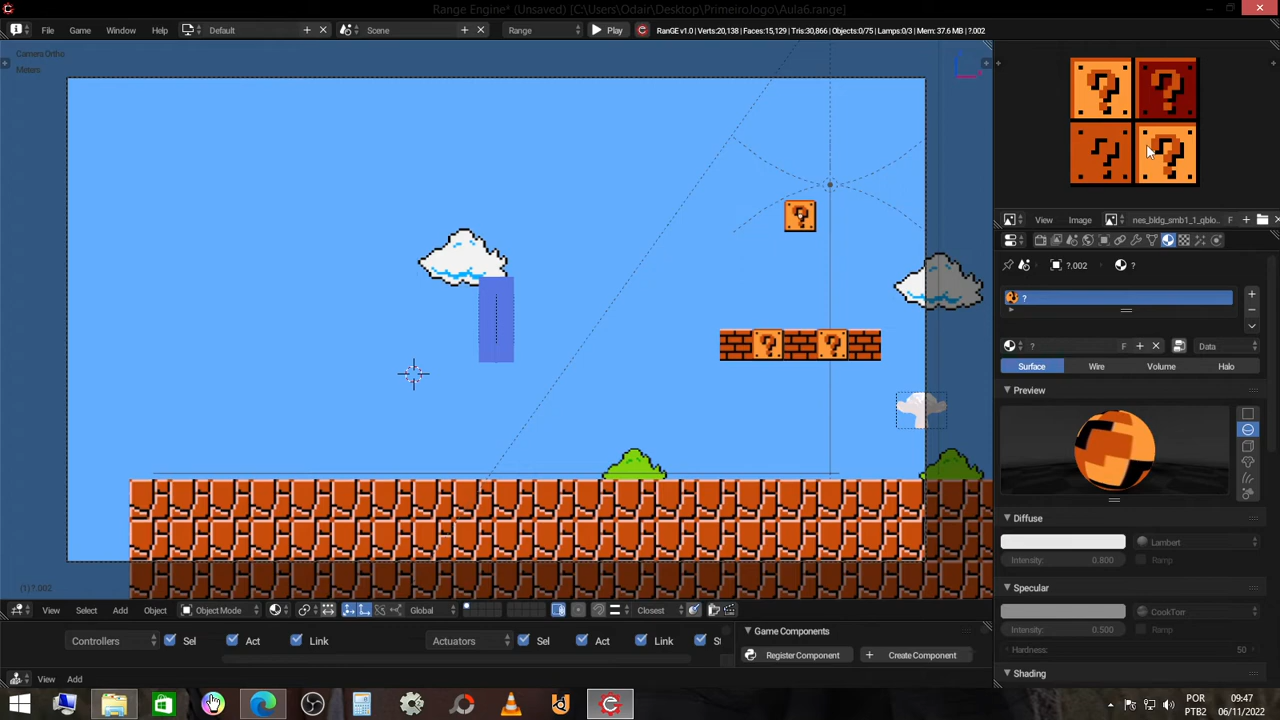 Range Engine* (Unsaved) [C:\Users\Odair\Desktop\PrimeiroJogo\Aula6.range]
File Game Window Help Default Scene Range Play RanGE v1.0 | Verts:20,138 | Faces:15,129 | Tris:30,866 | Objects:0/75 | Lamps:0/3 | Mem: 37.6 MB | ?.002
Camera Ortho
Meters
(1) ?.002
View Select Add Object Object Mode Global Closest
Controllers Sel Act Link Actuators Sel Act Link St
View Add
Game Components
Register Component Create Component
View Image nes_bldg_smb1_1_qblo.. F
?.002 ?
?
? F Data
Surface Wire Volume Halo
Preview
Diffuse
Lambert
Intensity: 0.800 Ramp
Specular
CookTorr
Intensity: 0.500 Ramp
Hardness: 50
Shading
POR 09:47
PTB2 06/11/2022